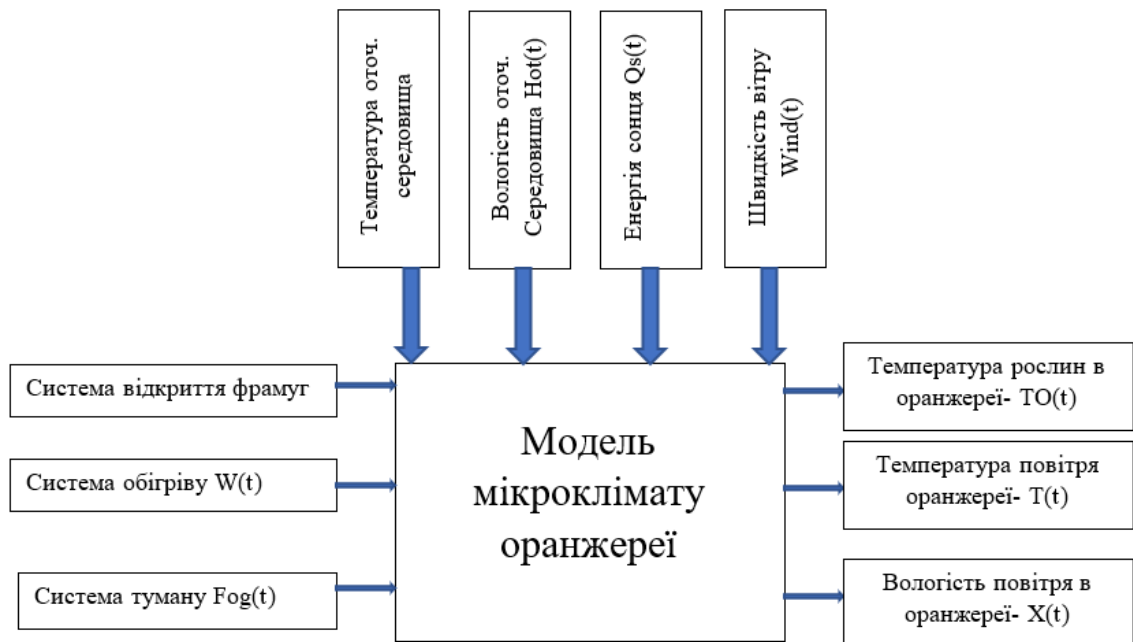 Температура оточ.
середовища
Вологість оточ.
Середовища Hot(t)
Енергія сонця Qs(t)
Швидкість вітру
Wind(t)
Система відкриття фрамуг
Система обігріву W(t)
Система туману Fog(t)
Модель
мікроклімату
оранжереї
Температура рослин в
оранжереї- TO(t)
Температура повітря
оранжереї- T(t)
Вологість повітря в
оранжереї- X(t)